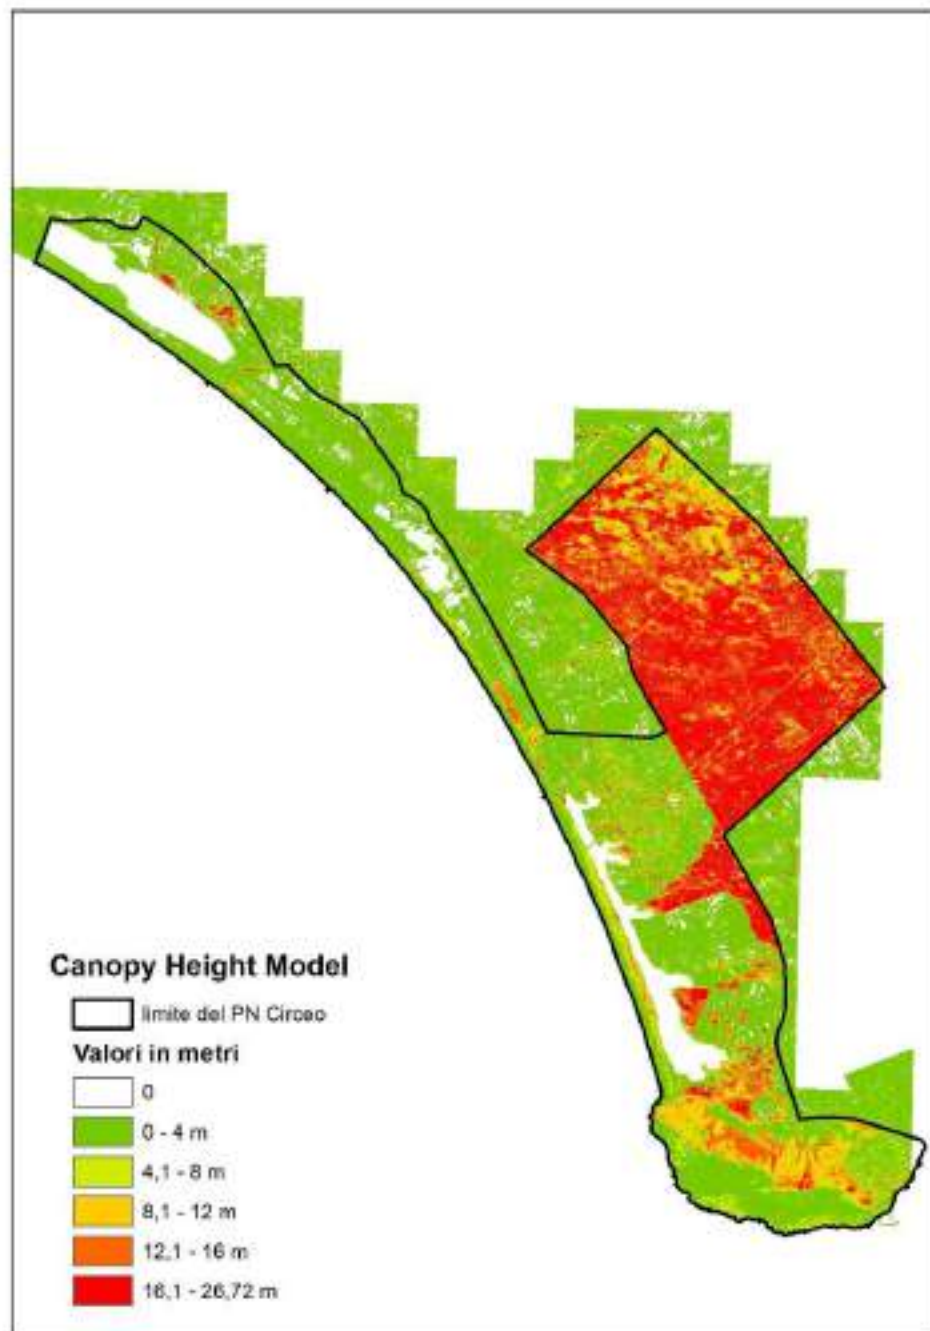 Canopy Height Model
limite del PN Circeo
Valori in metri
0
0 - 4 m
4,1 - 8 m
8,1 - 12 m
12,1 - 16 m
16,1 - 26,72 m